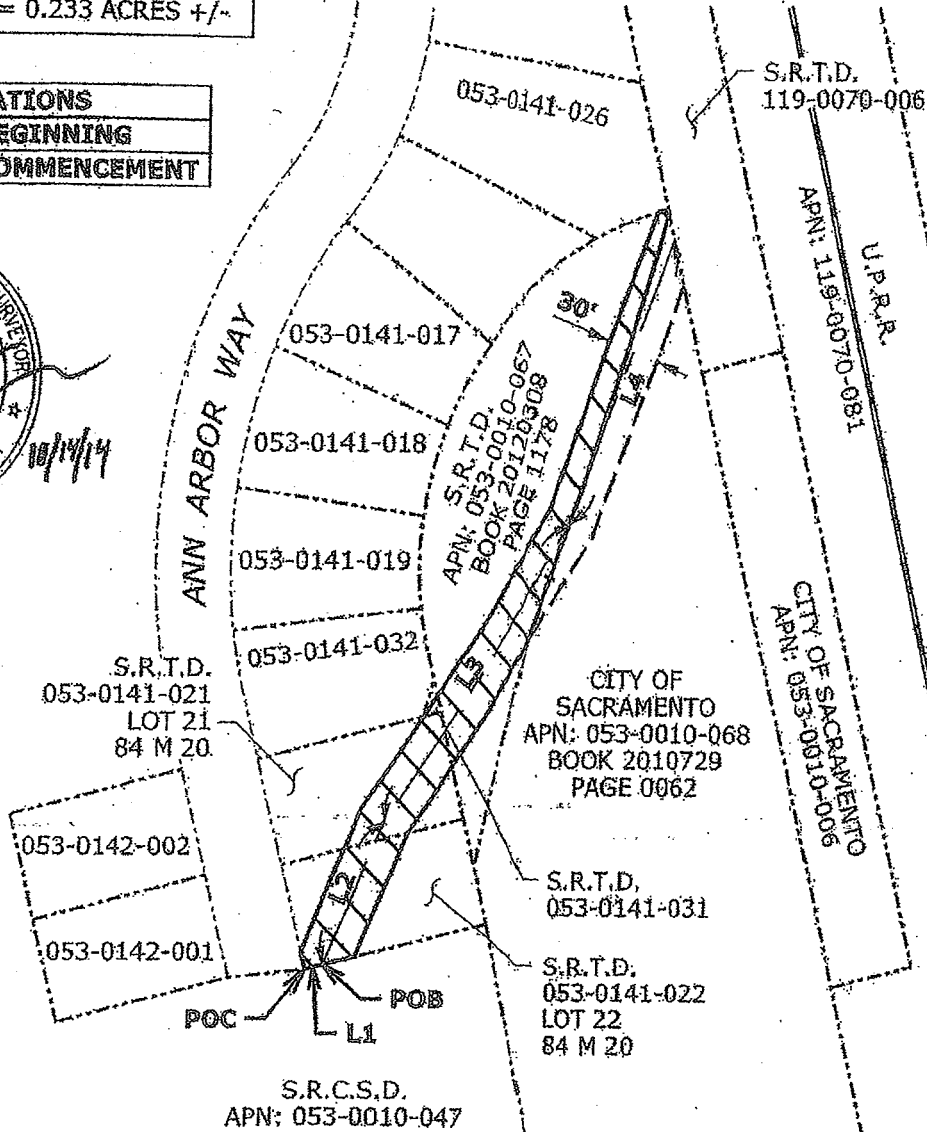 = 0.233 ACRES +/-
ATIONS
EGINNING
OMMENCEMENT
S.R.T.D.
119-0070-006
053-0141-026
APN: 119-0070-081
U.P.R.R.
SURVEYOR
10/14/14
ANN ARBOR WAY
053-0141-017
30'
L4
053-0141-018
S.R.T.D.
APN: 053-0010-067
BOOK 20120308
PAGE 1178
053-0141-019
053-0141-032
S.R.T.D.
053-0141-021
LOT 21
84 M 20
L3
CITY OF
SACRAMENTO
APN: 053-0010-068
BOOK 2010729
PAGE 0062
CITY OF SACRAMENTO
APN: 053-0010-006
053-0142-002
L2
S.R.T.D.
053-0141-031
053-0142-001
S.R.T.D.
053-0141-022
LOT 22
84 M 20
POC
POB
L1
S.R.C.S.D.
APN: 053-0010-047